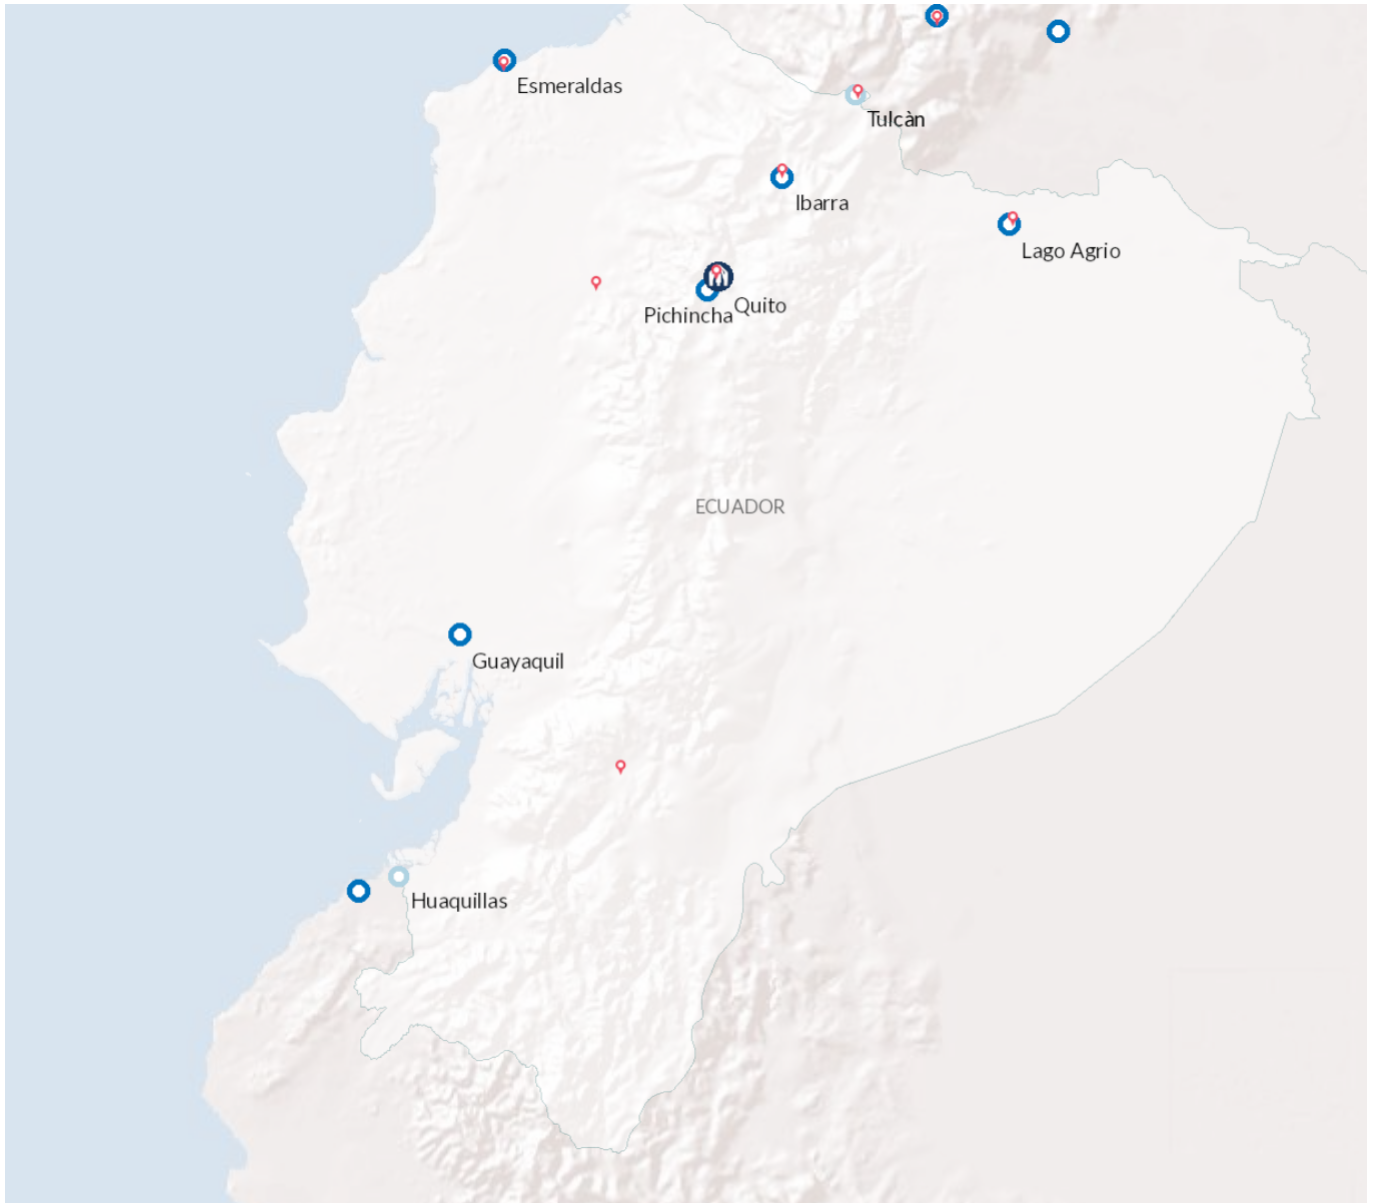 Esmeraldas
Tulcàn
Ibarra
Lago Agrio
Quito
Pichincha
ECUADOR
Guayaquil
Huaquillas